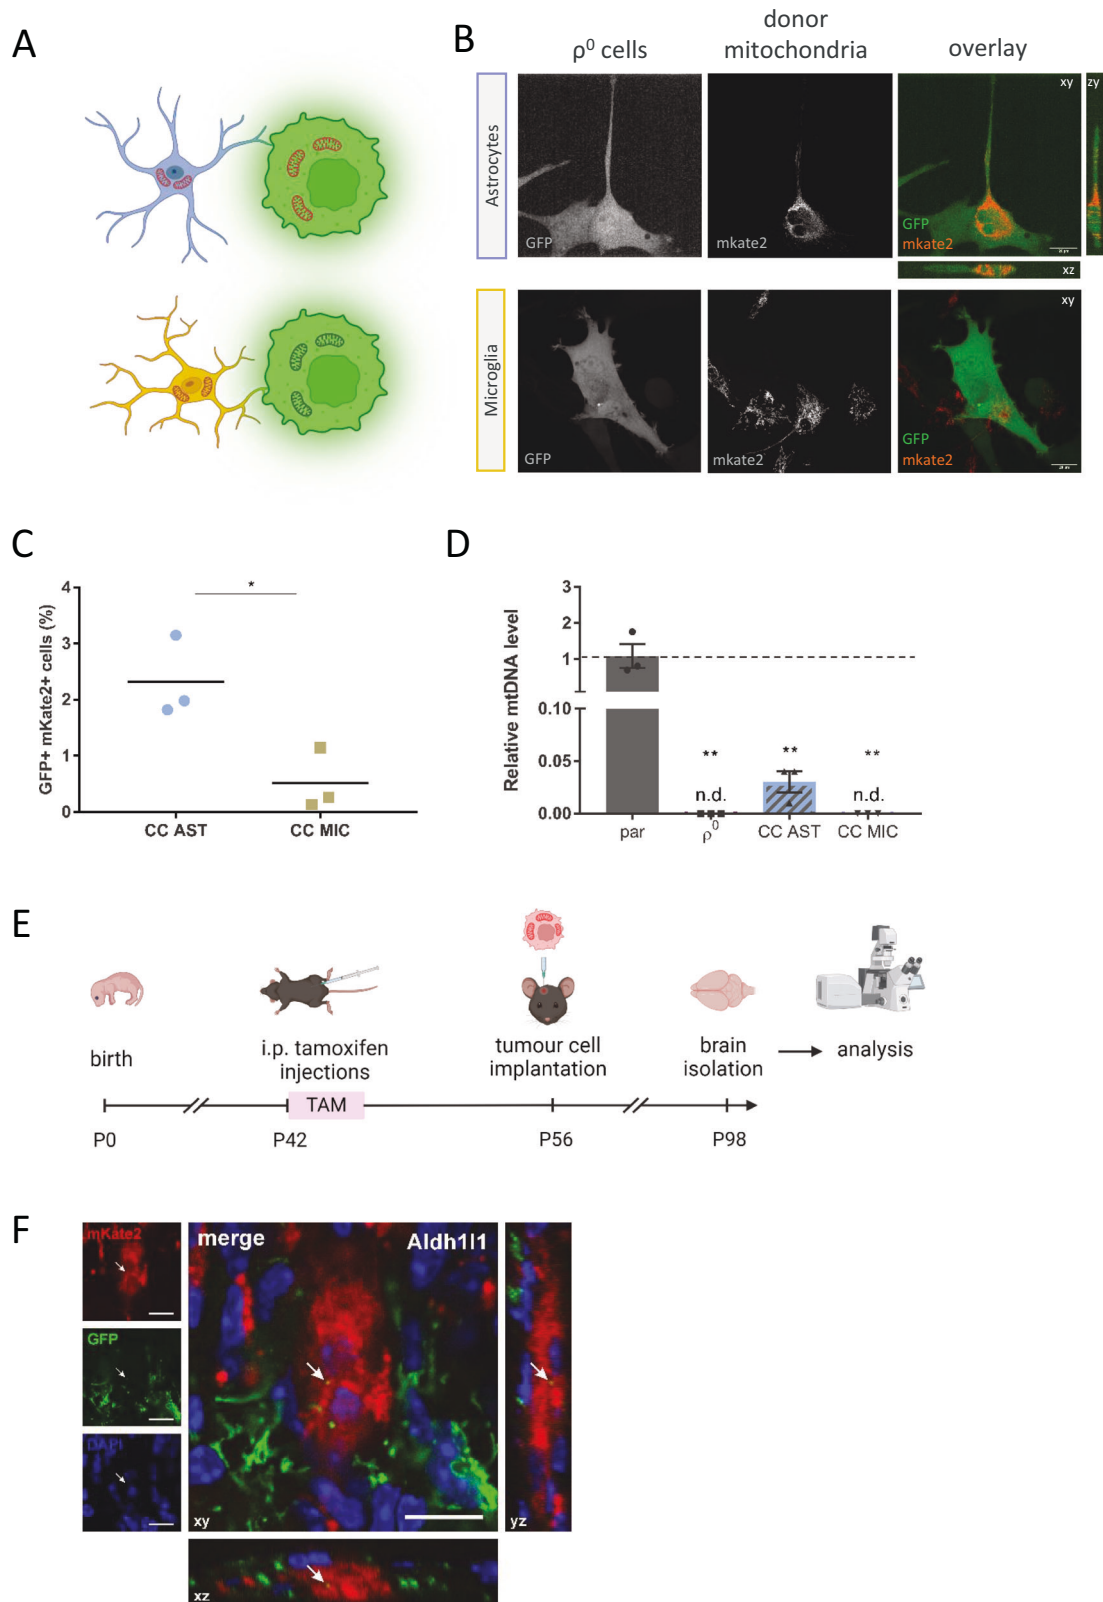 A
B
ρ⁰ cells
donor
mitochondria
overlay
Astrocytes
GFP
mkate2
xy
GFP
mkate2
zy
xz
Microglia
GFP
mkate2
xy
GFP
mkate2
C
GFP+ mKate2+ cells (%)
4
3
2
1
0
*
CC AST
CC MIC
D
Relative mtDNA level
3
2
1
0.10
0.05
0.00
**
**
**
n.d.
n.d.
par
ρ⁰
CC AST
CC MIC
E
birth
i.p. tamoxifen
injections
tumour cell
implantation
brain
isolation
analysis
TAM
P0
P42
P56
P98
F
mKate2
GFP
DAPI
merge
Aldh1l1
xy
yz
xz